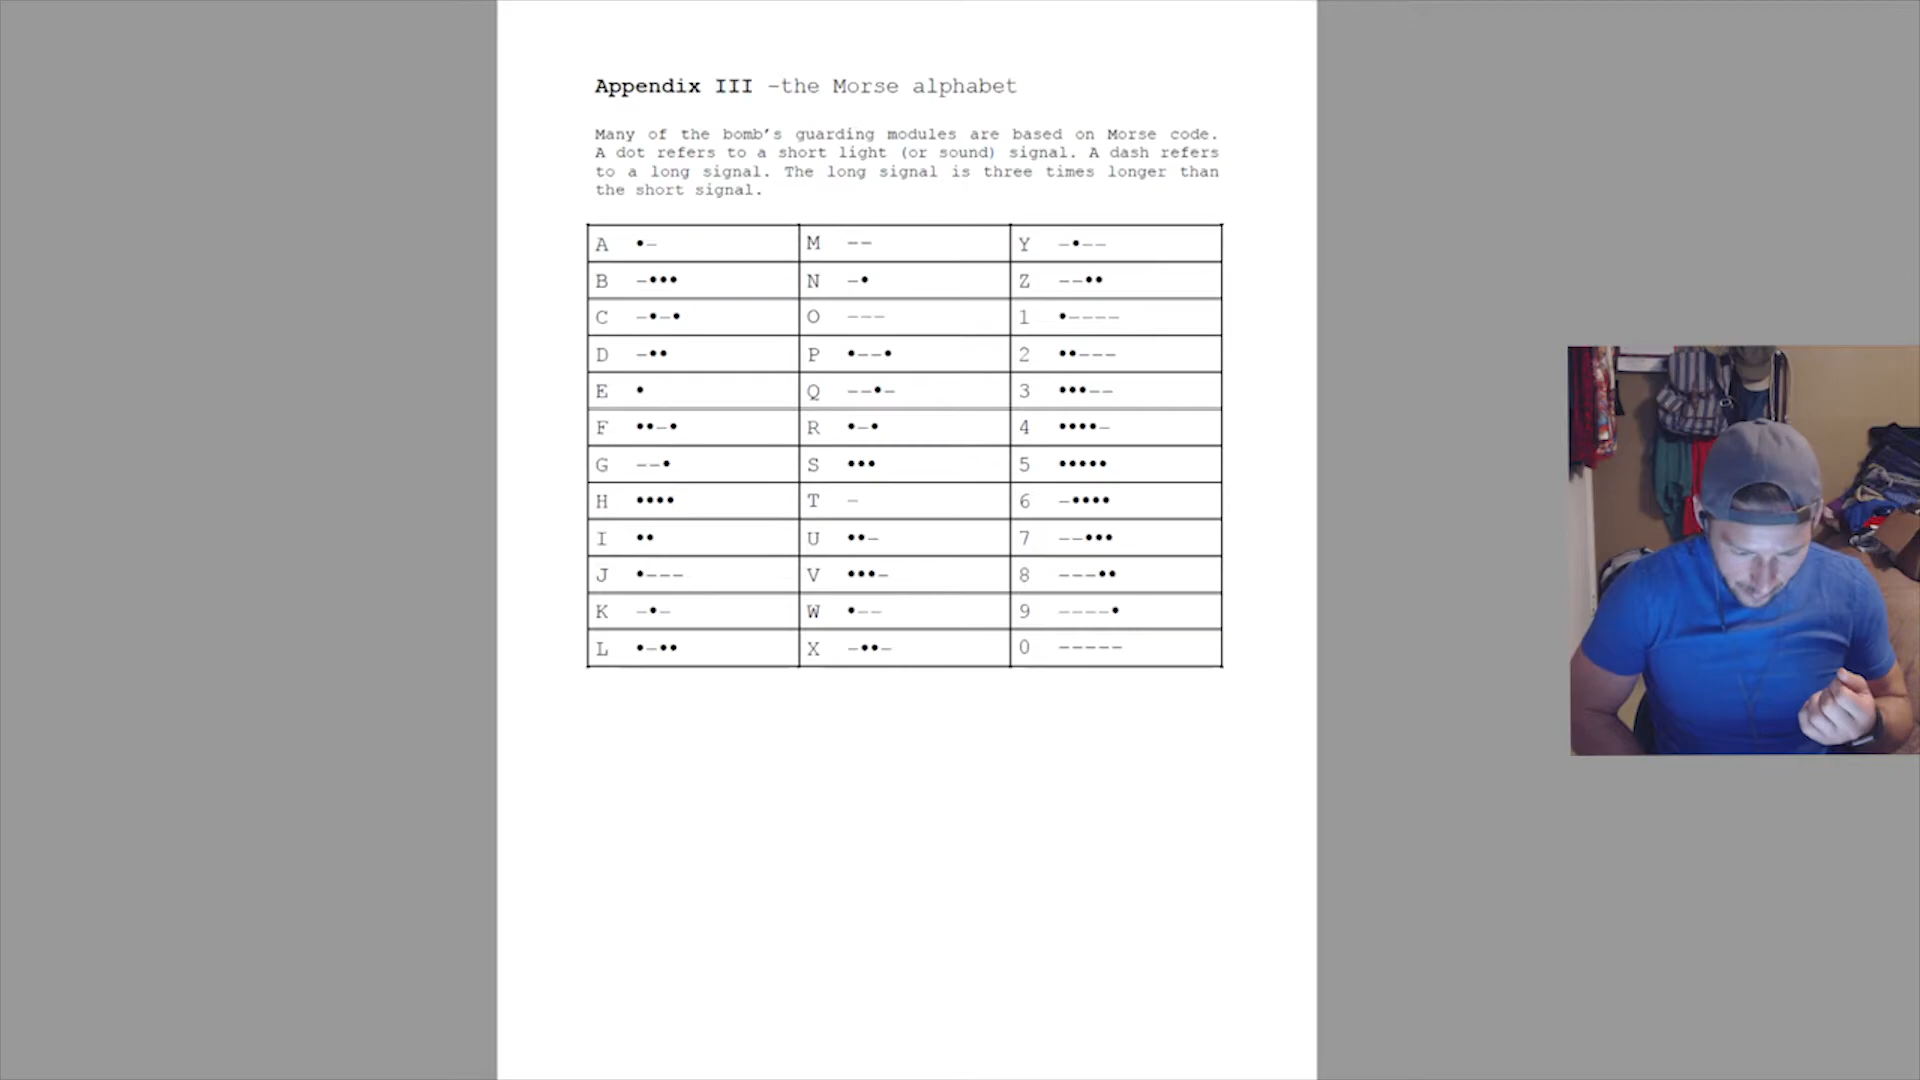 Appendix III –the Morse alphabet
Many of the bomb’s guarding modules are based on Morse code.
A dot refers to a short light (or sound) signal. A dash refers
to a long signal. The long signal is three times longer than
the short signal.
A •– M –– Y –•––
B –••• N –• Z ––••
C –•–• O ––– 1 •––––
D –•• P •––• 2 ••–––
E • Q ––•– 3 •••––
F ••–• R •–• 4 ••••–
G ––• S ••• 5 •••••
H •••• T – 6 –••••
I •• U ••– 7 ––•••
J •––– V •••– 8 –––••
K –•– W •–– 9 ––––•
L •–•• X –••– 0 –––––